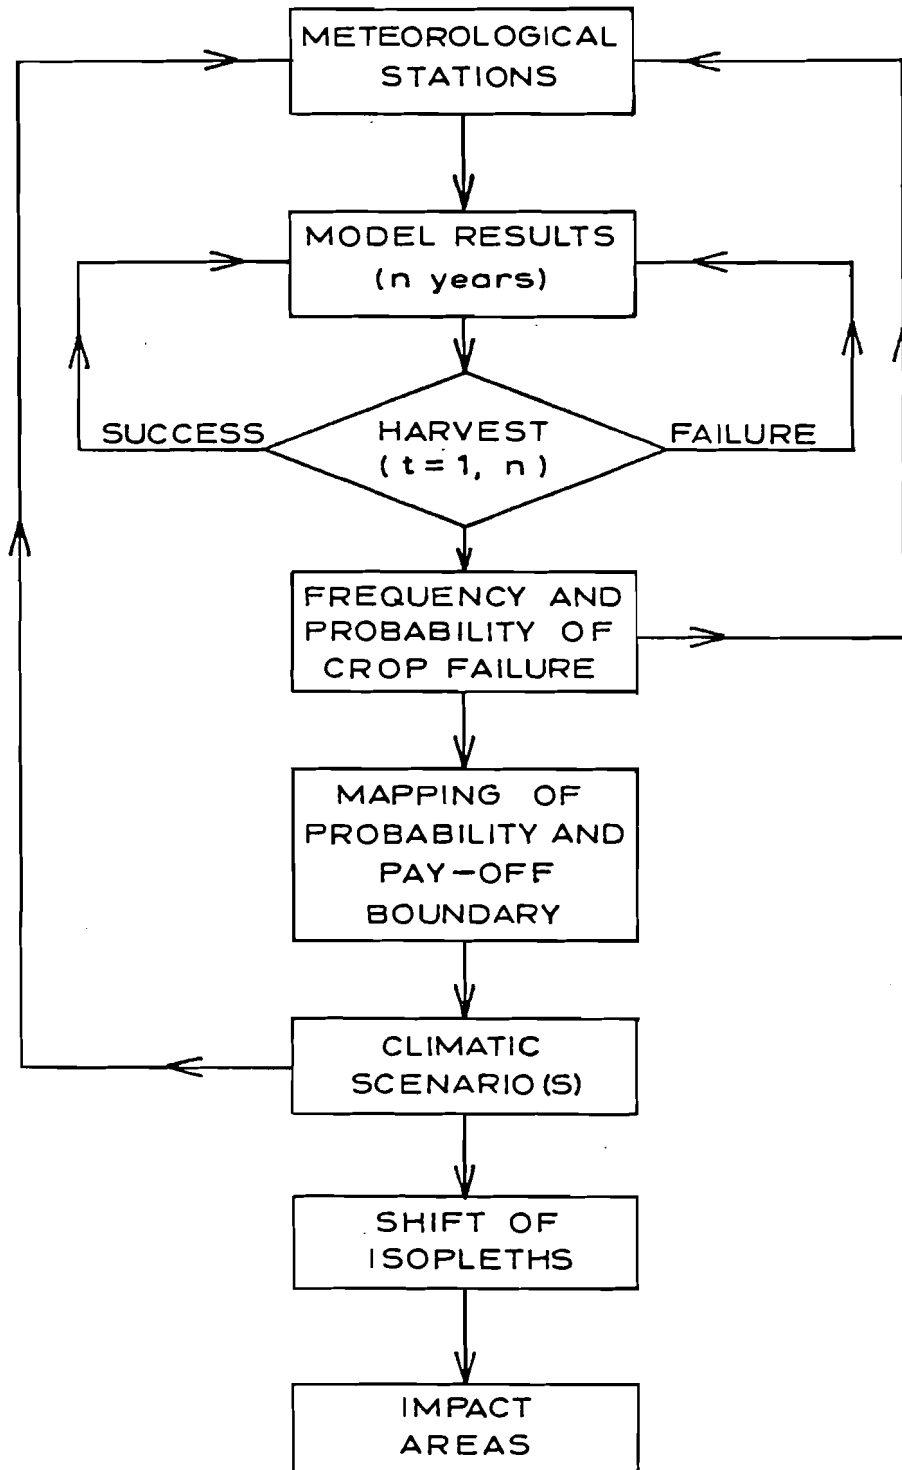 METEOROLOGICAL
STATIONS
MODEL RESULTS
(n years)
SUCCESS
HARVEST
(t=1, n)
FAILURE
FREQUENCY AND
PROBABILITY OF
CROP FAILURE
MAPPING OF
PROBABILITY AND
PAY-OFF
BOUNDARY
CLIMATIC
SCENARIO(S)
SHIFT OF
ISOPLETHS
IMPACT
AREAS